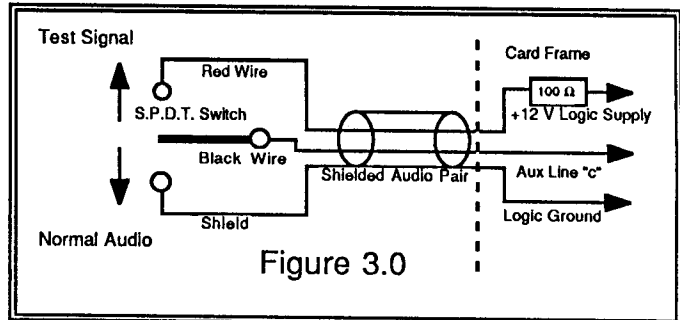 Test Signal
Card Frame
Red Wire
100 Ω
S.P.D.T. Switch
+12 V Logic Supply
Black Wire
Shielded Audio Pair
Aux Line "c"
Shield
Logic Ground
Normal Audio
Figure 3.0